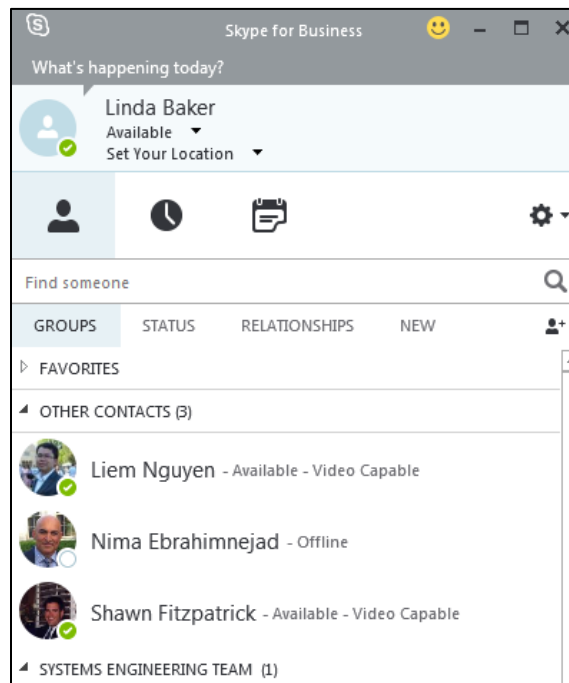 Skype for Business
What's happening today?
Linda Baker
Available
Set Your Location
Find someone
GROUPS STATUS RELATIONSHIPS NEW
FAVORITES
OTHER CONTACTS (3)
Liem Nguyen - Available - Video Capable
Nima Ebrahimnejad - Offline
Shawn Fitzpatrick - Available - Video Capable
SYSTEMS ENGINEERING TEAM (1)